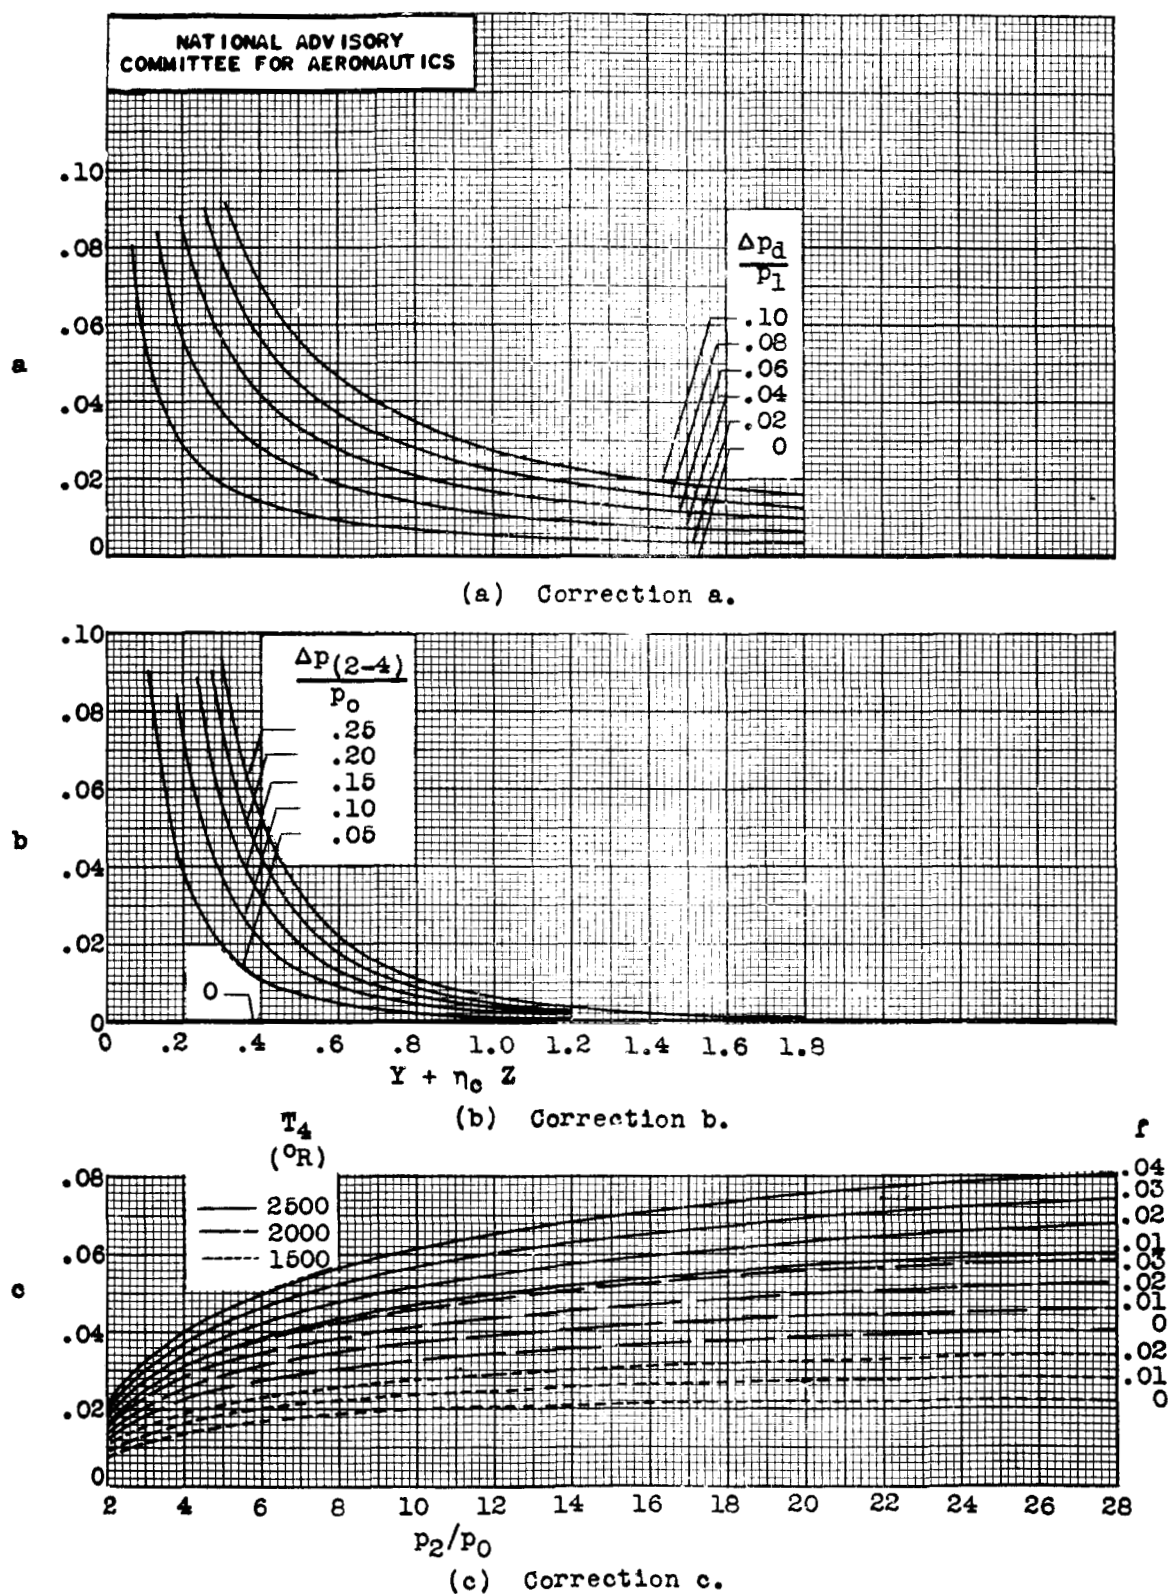 NATIONAL ADVISORY
COMMITTEE FOR AERONAUTICS
.10
.08
.06
a
.04
.02
0
Δp_d
p_1
.10
.08
.06
.04
.02
0
(a) Correction a.
.10
.08
.06
b
.04
.02
0
Δp_(2-4)
p_0
.25
.20
.15
.10
.05
0
0 .2 .4 .6 .8 1.0 1.2 1.4 1.6 1.8
Y + η_c Z
(b) Correction b.
T_4
(°R)
2500
2000
1500
f
.08
.06
c
.04
.02
0
.04
.03
.02
.01
.03
.02
.01
0
.02
.01
0
2 4 6 8 10 12 14 16 18 20 22 24 26 28
p_2/p_0
(c) Correction c.